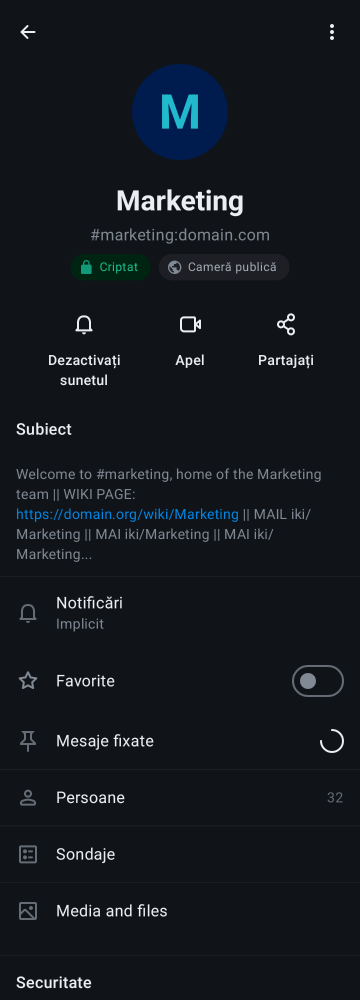 M
Marketing
#marketing:domain.com
Criptat
Cameră publică
Dezactivați
sunetul
Apel
Partajați
Subiect
Welcome to #marketing, home of the Marketing
team || WIKI PAGE:
https://domain.org/wiki/Marketing || MAIL iki/
Marketing || MAI iki/Marketing || MAI iki/
Marketing...
Notificări
Implicit
Favorite
Mesaje fixate
Persoane
32
Sondaje
Media and files
Securitate